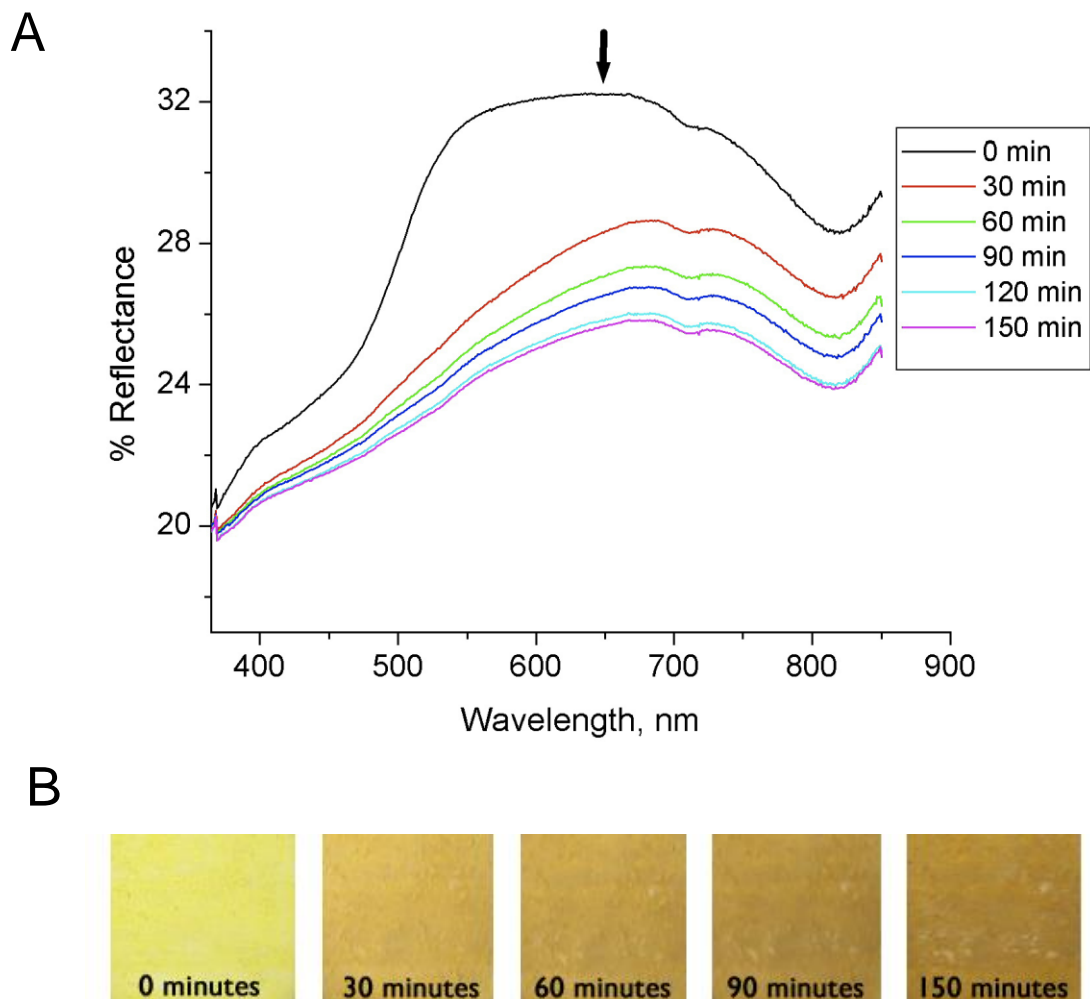 A
32
28
24
20
% Reflectance
400 500 600 700 800 900
Wavelength, nm
0 min
30 min
60 min
90 min
120 min
150 min
B
0 minutes 30 minutes 60 minutes 90 minutes 150 minutes